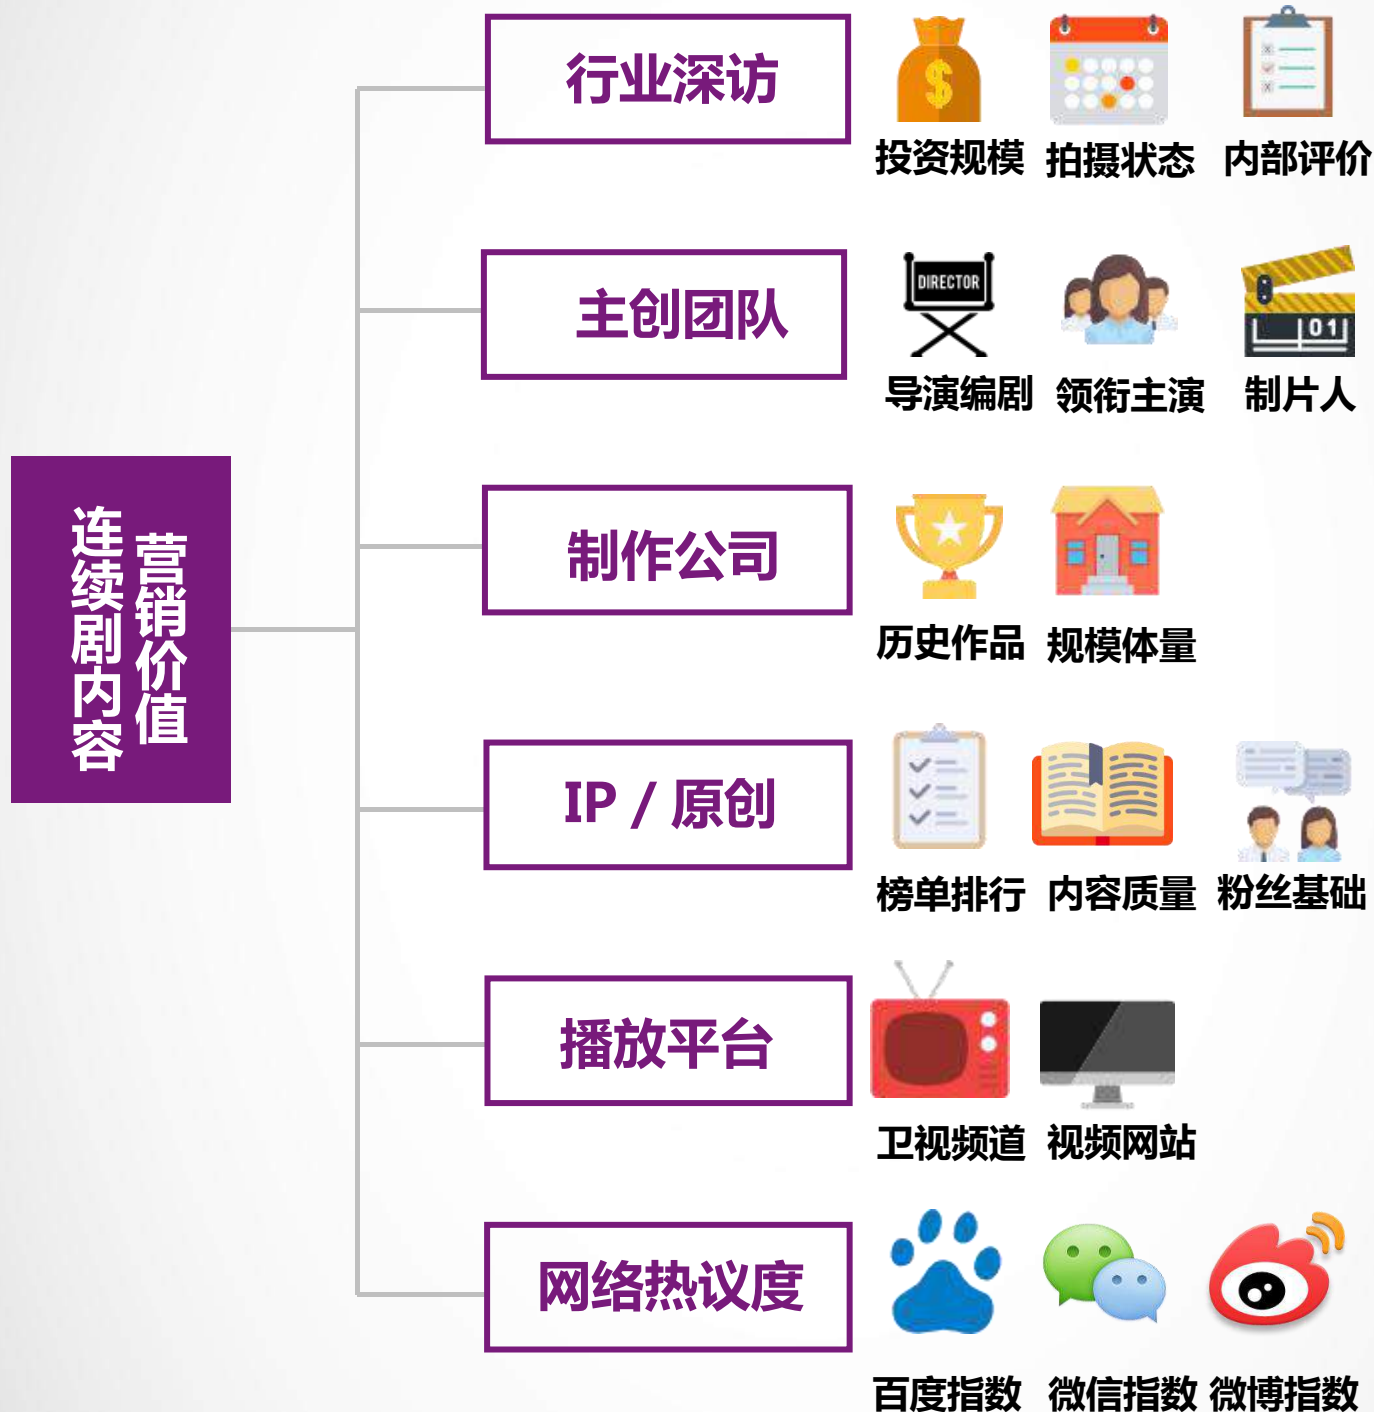 连续剧内容
营销价值
行业深访
投资规模 拍摄状态 内部评价
主创团队
DIRECTOR
01
导演编剧 领衔主演 制片人
制作公司
历史作品 规模体量
IP / 原创
榜单排行 内容质量 粉丝基础
播放平台
卫视频道 视频网站
网络热议度
百度指数 微信指数 微博指数